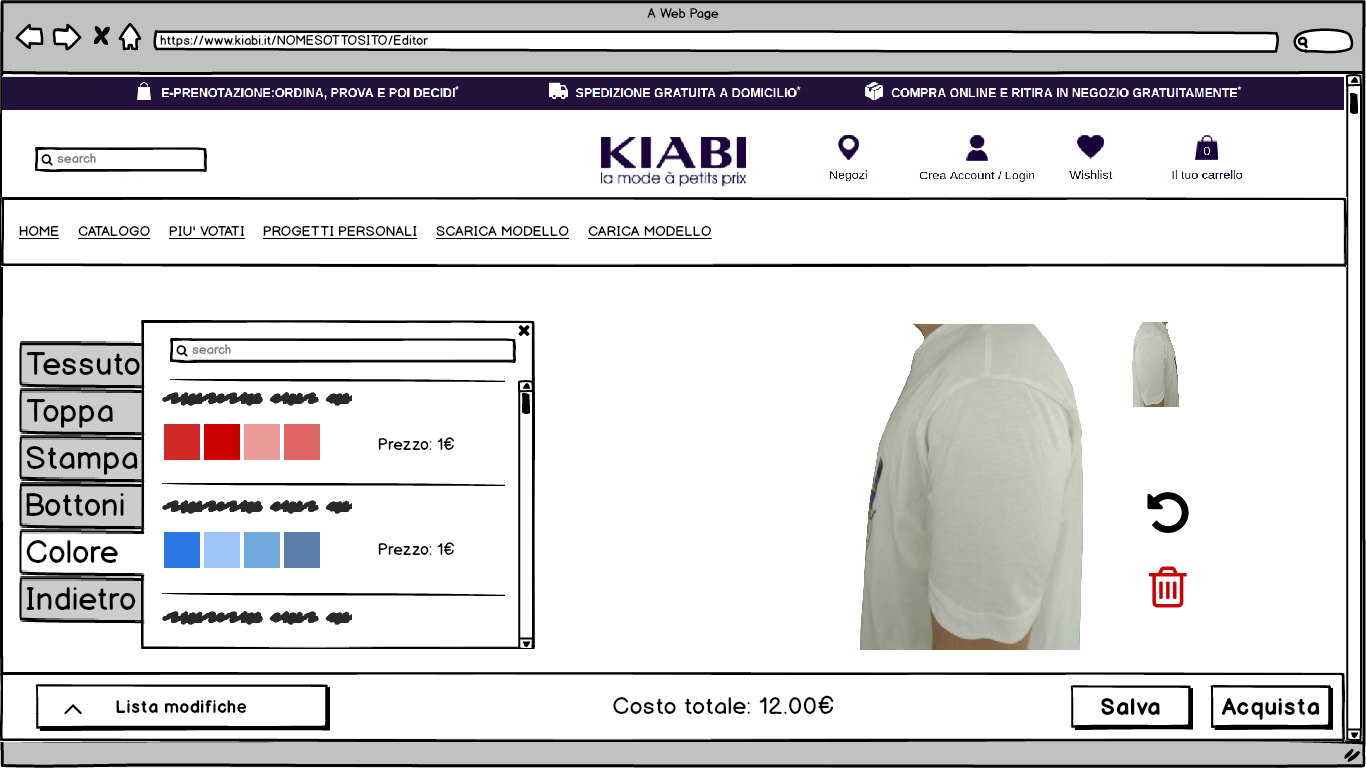 A Web Page
https://www.kiabi.it/NOMESOTTOSITO/Editor
E-PRENOTAZIONE:ORDINA, PROVA E POI DECIDI*
SPEDIZIONE GRATUITA A DOMICILIO*
COMPRA ONLINE E RITIRA IN NEGOZIO GRATUITAMENTE*
search
KIABI
la mode à petits prix
Negozi
Crea Account / Login
Wishlist
0
Il tuo carrello
HOME CATALOGO PIU' VOTATI PROGETTI PERSONALI SCARICA MODELLO CARICA MODELLO
Tessuto
Toppa
Stampa
Bottoni
Colore
Indietro
search
Prezzo: 1€
Prezzo: 1€
Lista modifiche
Costo totale: 12.00€
Salva
Acquista